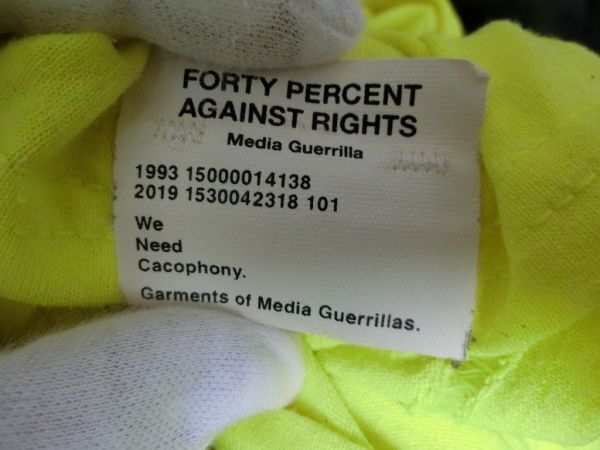 FORTY PERCENT
AGAINST RIGHTS
Media Guerrilla
1993 15000014138
2019 1530042318 101
We
Need
Cacophony.
Garments of Media Guerrillas.